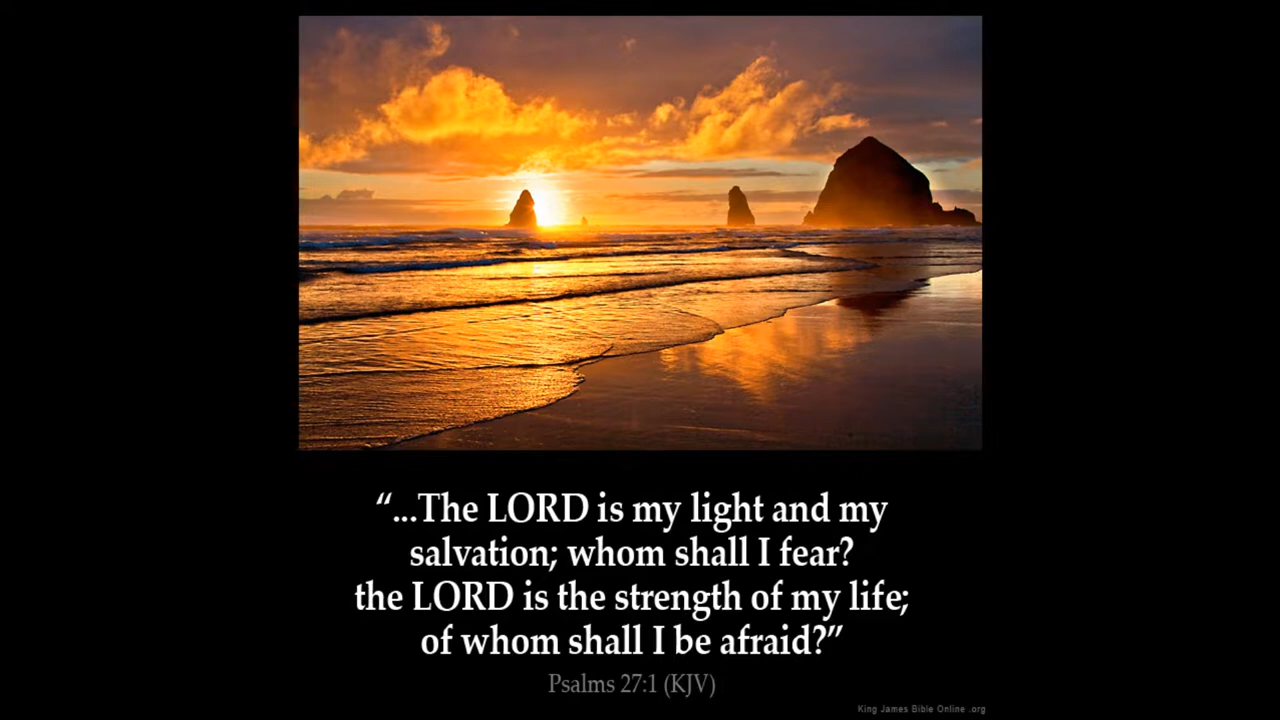 “...The LORD is my light and my
salvation; whom shall I fear?
the LORD is the strength of my life;
of whom shall I be afraid?”
Psalms 27:1 (KJV)
King James Bible Online .org